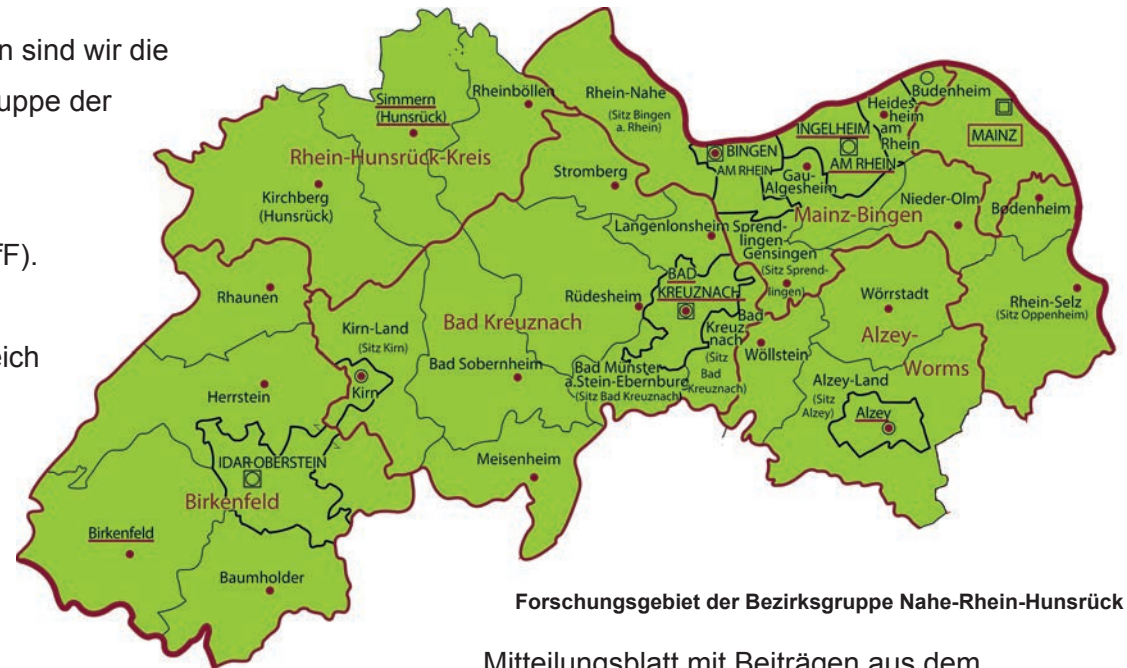 n sind wir die
uppe der
fF).
eich
Simmern
(Hunsrück)
Rheinböllen
Rhein-Nahe
(Sitz Bingen
a. Rhein)
Rhein-Hunsrück-Kreis
Kirchberg
(Hunsrück)
Stromberg
BINGEN
AM RHEIN
INGELHEIM
AM RHEIN
Heides-
heim
am
Rhein
Budenheim
MAINZ
Gau-
Algesheim
Mainz-Bingen
Nieder-Olm
Bodenheim
Langenlonsheim
Sprend-
lingen-
Gensingen
(Sitz Sprend-
lingen)
Rhaunen
Kirn-Land
(Sitz Kirn)
Kirn
Bad Kreuznach
Rüdesheim
BAD
KREUZNACH
Bad
Kreuz-
nach
(Sitz
Bad
Kreuznach)
Bad Sobernheim
Bad Münster
a.Stein-Ebernburg
(Sitz Bad Kreuznach)
Wörrstadt
Alzey-
Worms
Rhein-Selz
(Sitz Oppenheim)
Wöllstein
Alzey-Land
(Sitz
Alzey)
Alzey
Herrstein
IDAR-OBERSTEIN
Birkenfeld
Meisenheim
Birkenfeld
Baumholder
Forschungsgebiet der Bezirksgruppe Nahe-Rhein-Hunsrück
Mitteilungsblatt mit Beiträgen aus dem